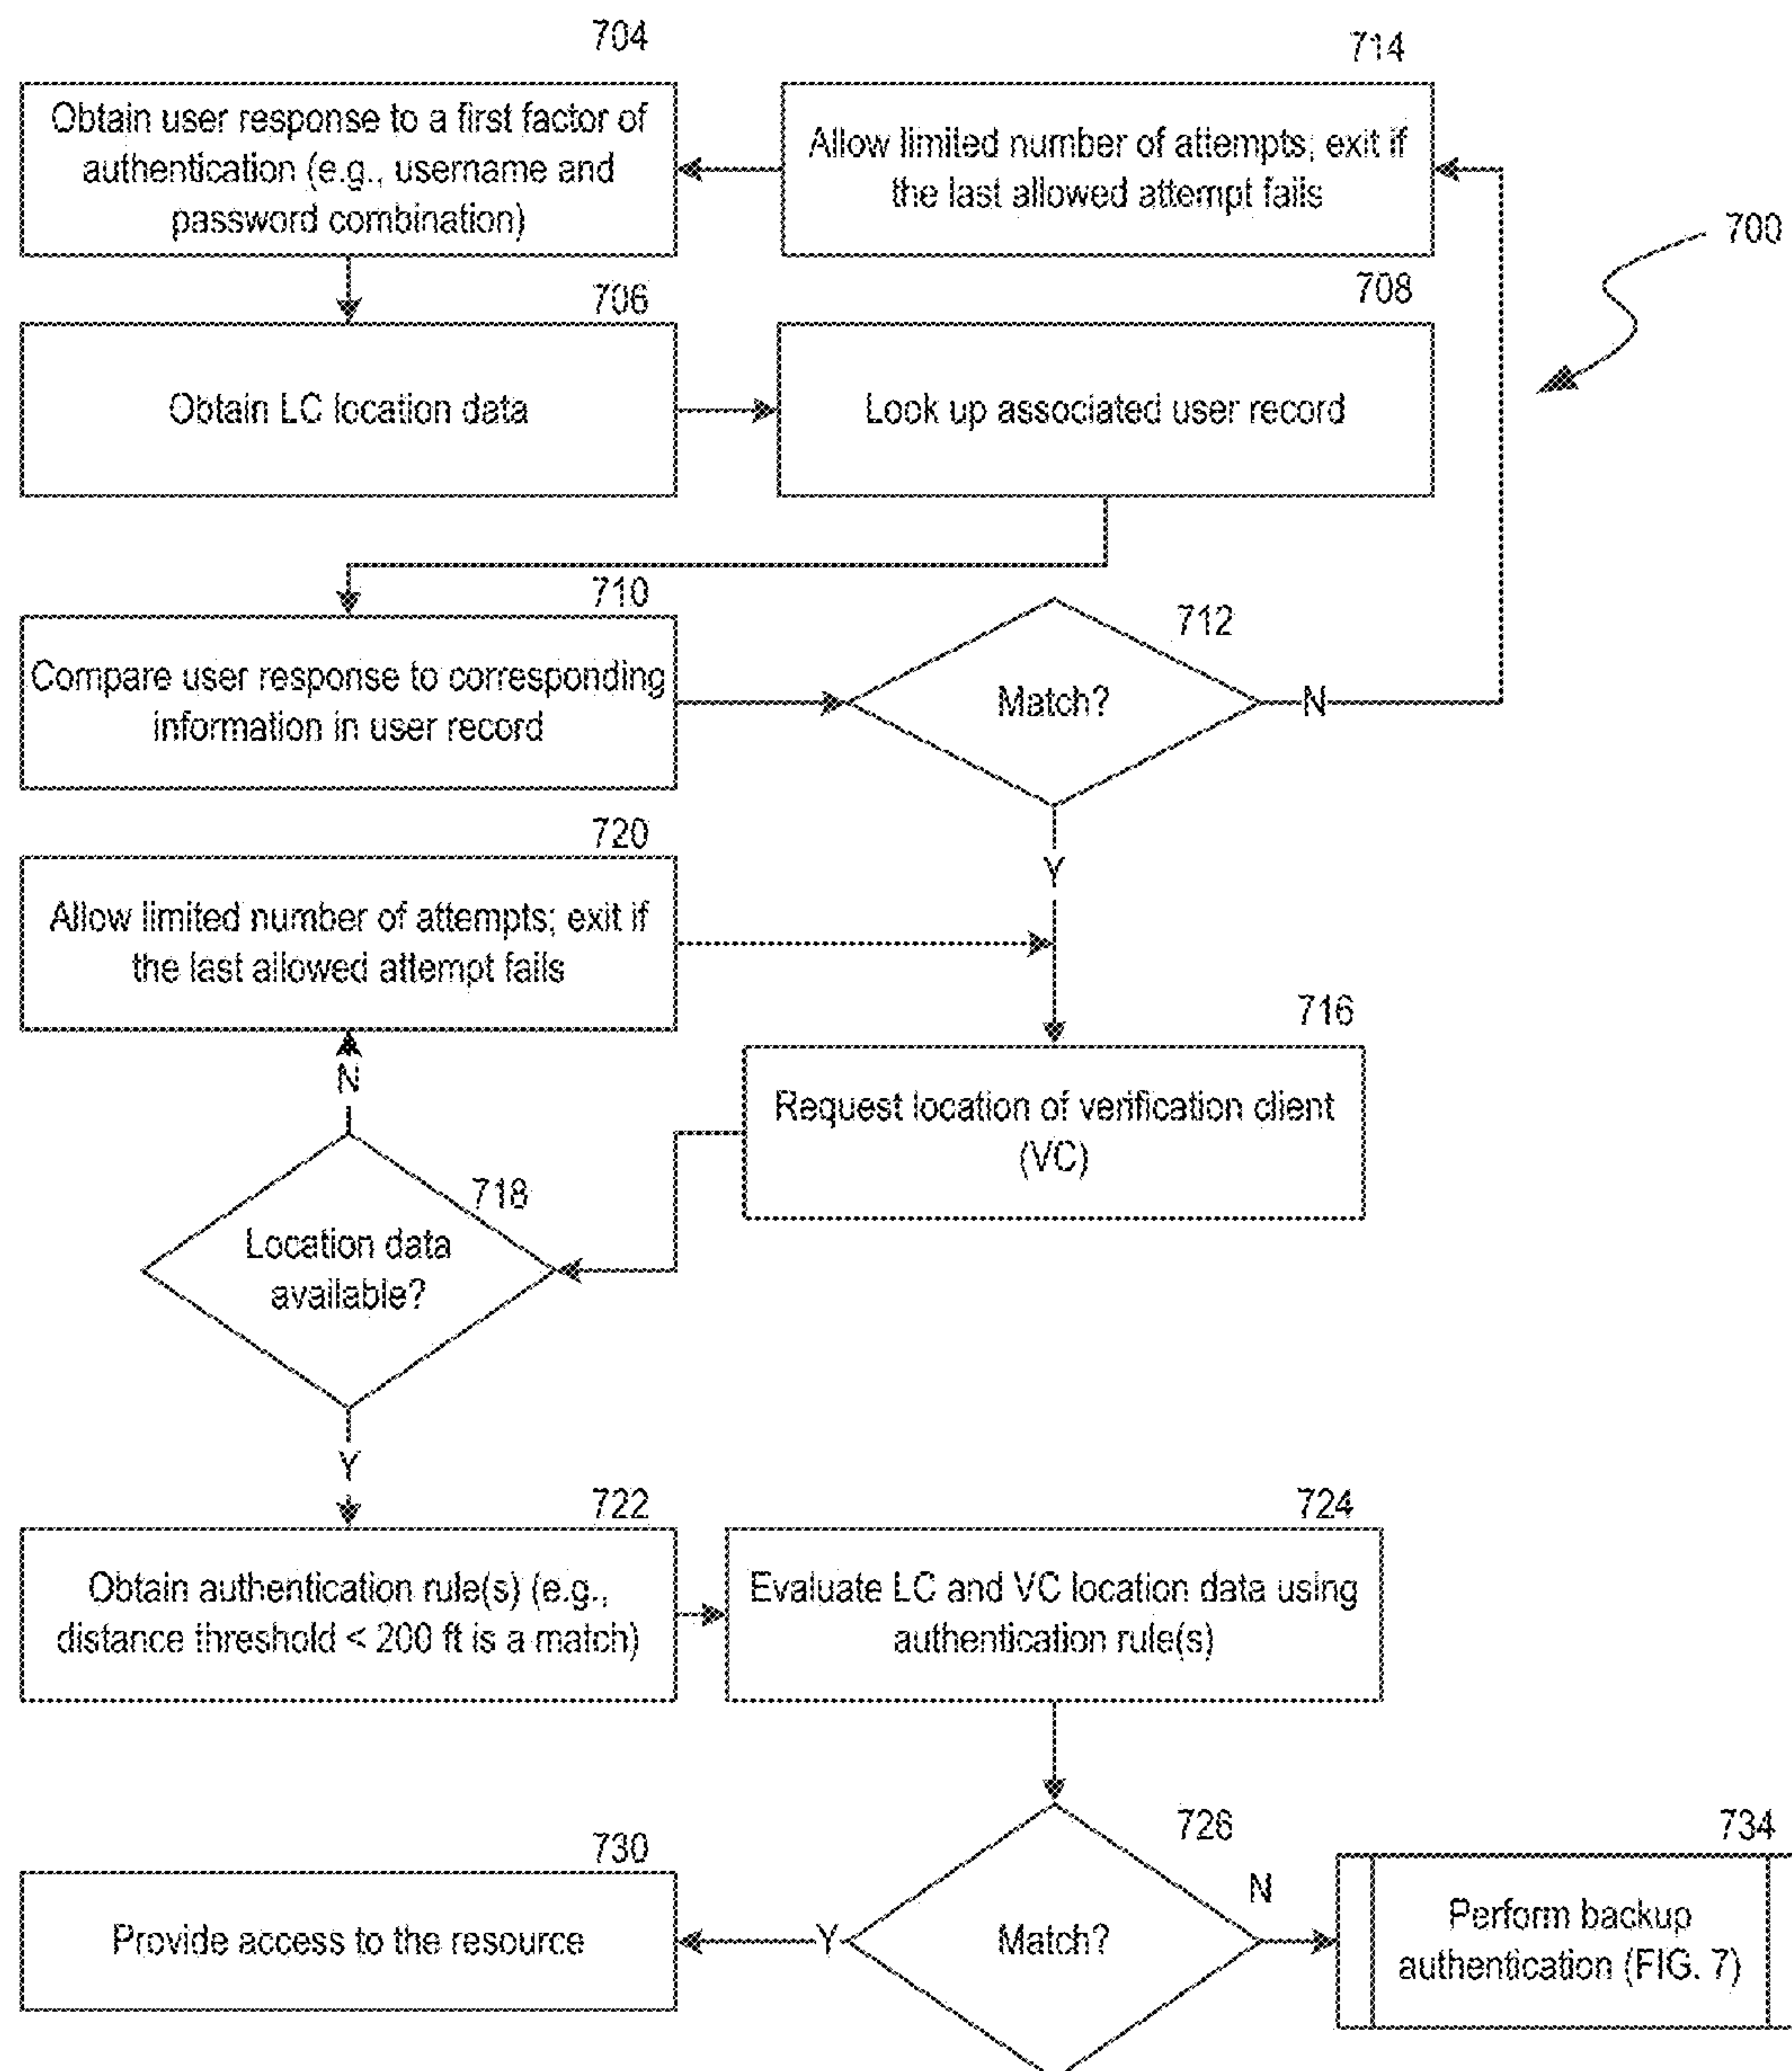 704
Obtain user response to a first factor of
authentication (e.g., username and
password combination)
714
Allow limited number of attempts; exit if
the last allowed attempt fails
700
706
Obtain LC location data
708
Look up associated user record
710
Compare user response to corresponding
information in user record
712
Match?
N
Y
720
Allow limited number of attempts; exit if
the last allowed attempt fails
716
Request location of verification client
(VC)
N
718
Location data
available?
Y
722
Obtain authentication rule(s) (e.g.,
distance threshold < 200 ft is a match)
724
Evaluate LC and VC location data using
authentication rule(s)
726
Match?
Y
N
730
Provide access to the resource
734
Perform backup
authentication (FIG. 7)